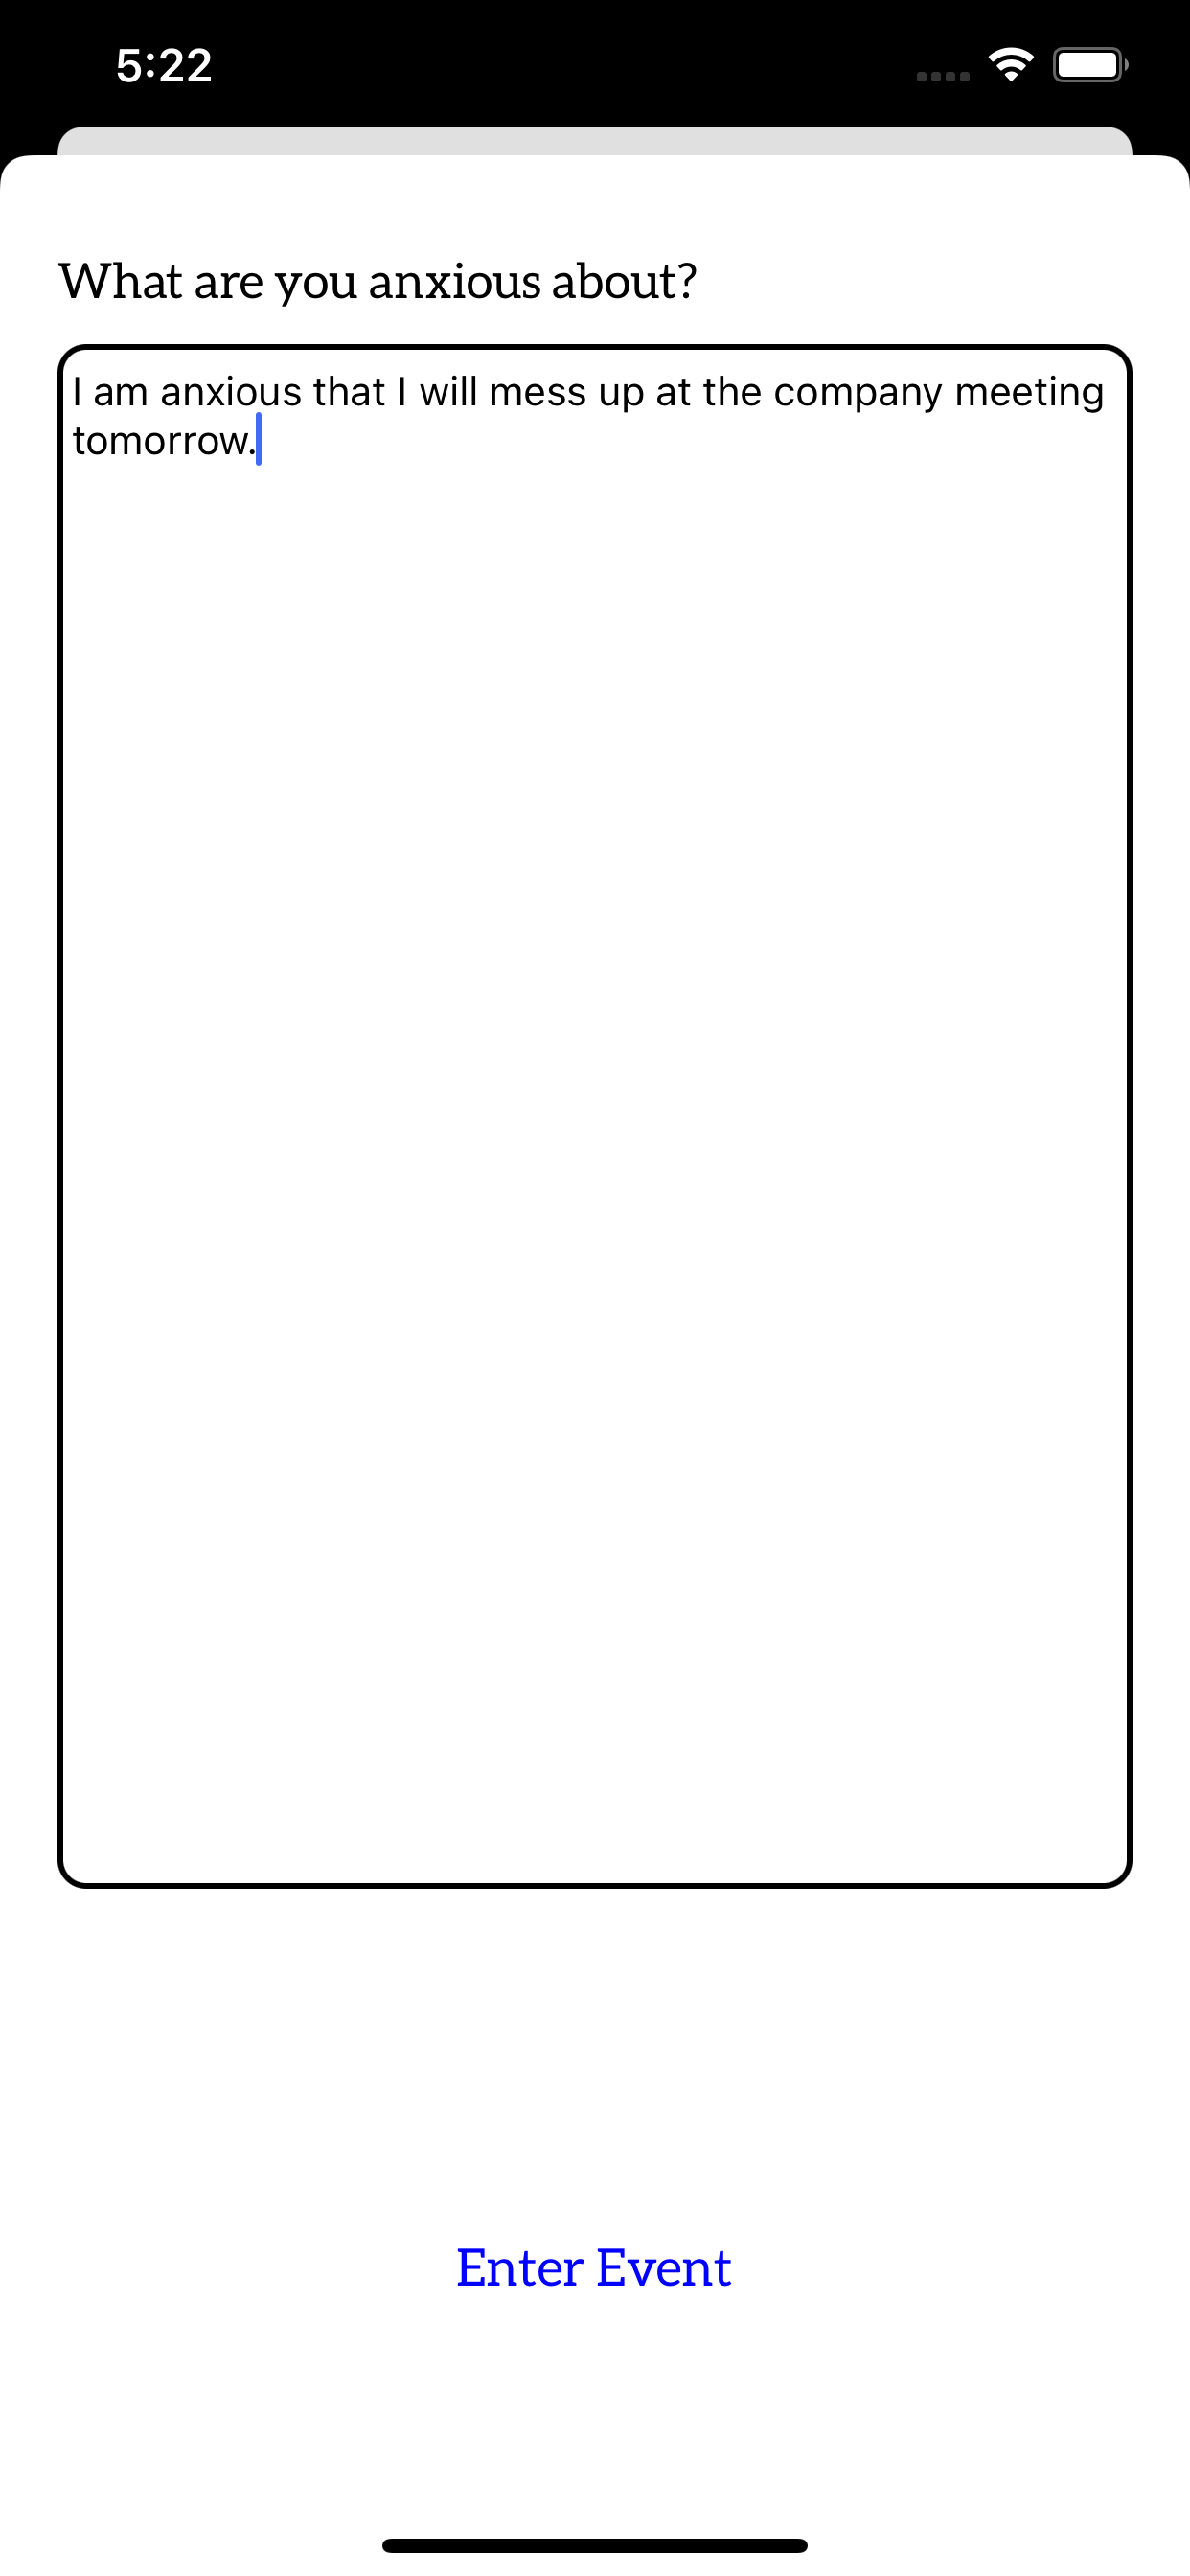 5:22
What are you anxious about?
I am anxious that I will mess up at the company meeting
tomorrow.
Enter Event